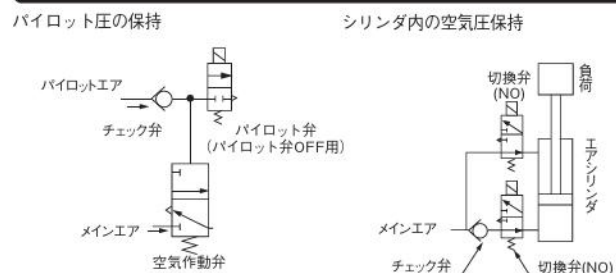 パイロット圧の保持
パイロットエア
チェック弁
パイロット弁
(パイロット弁OFF用)
メインエア
空気作動弁
シリンダ内の空気圧保持
切換弁
(NO)
負荷
エアシリンダ
メインエア
チェック弁
切換弁(NO)